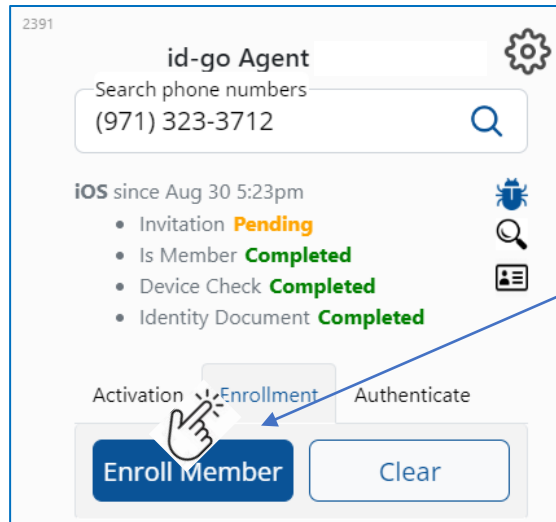 2391
id-go Agent
Search phone numbers
(971) 323-3712
iOS since Aug 30 5:23pm
• Invitation Pending
• Is Member Completed
• Device Check Completed
• Identity Document Completed
Activation Enrollment Authenticate
Enroll Member Clear